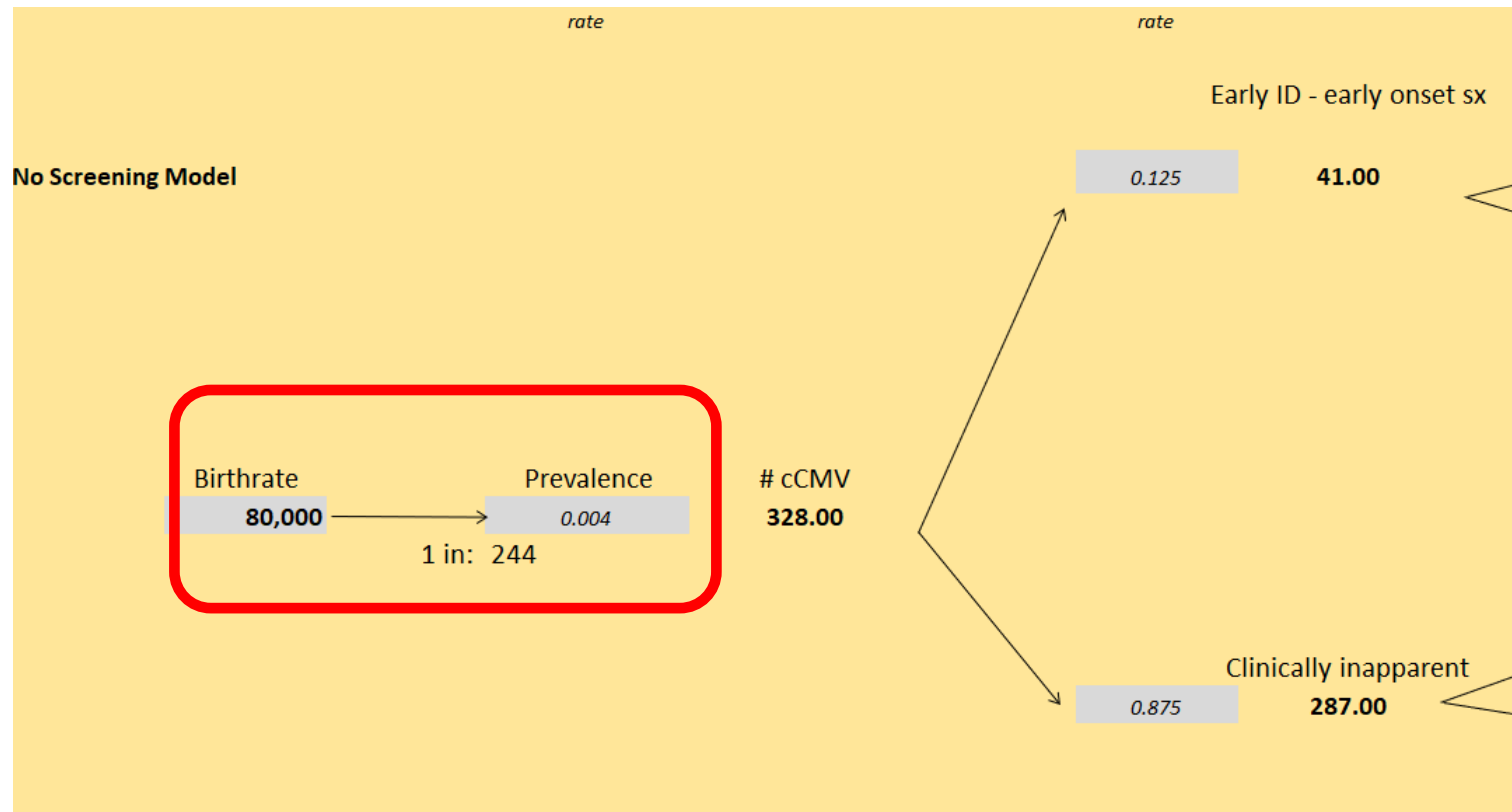 rate rate
Early ID - early onset sx
No Screening Model 0.125 41.00
Birthrate Prevalence # cCMV
80,000 0.004 328.00
1 in: 244
Clinically inapparent
0.875 287.00